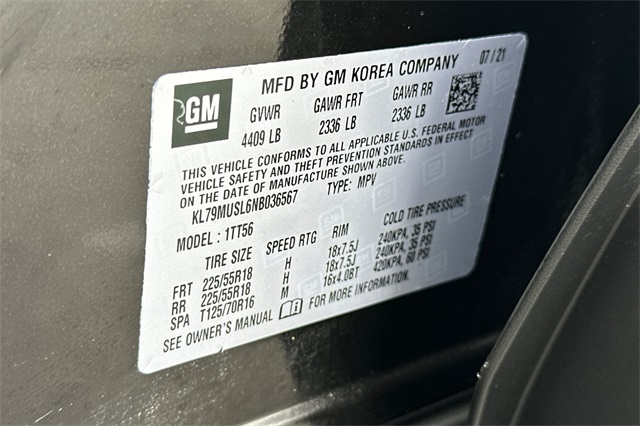 MFD BY GM KOREA COMPANY 07/21
GM
GVWR GAWR FRT GAWR RR
4409 LB 2336 LB 2336 LB
THIS VEHICLE CONFORMS TO ALL APPLICABLE U.S. FEDERAL MOTOR
VEHICLE SAFETY AND THEFT PREVENTION STANDARDS IN EFFECT
ON THE DATE OF MANUFACTURE SHOWN ABOVE.
KL79MUSL6NB036567 TYPE: MPV
MODEL: 1TT56
TIRE SIZE SPEED RTG RIM COLD TIRE PRESSURE
FRT 225/55R18 H 18x7.5J 240KPA, 35 PSI
RR 225/55R18 H 18x7.5J 240KPA, 35 PSI
SPA T125/70R16 M 16x4.0BT 420KPA, 60 PSI
SEE OWNER'S MANUAL i FOR MORE INFORMATION.